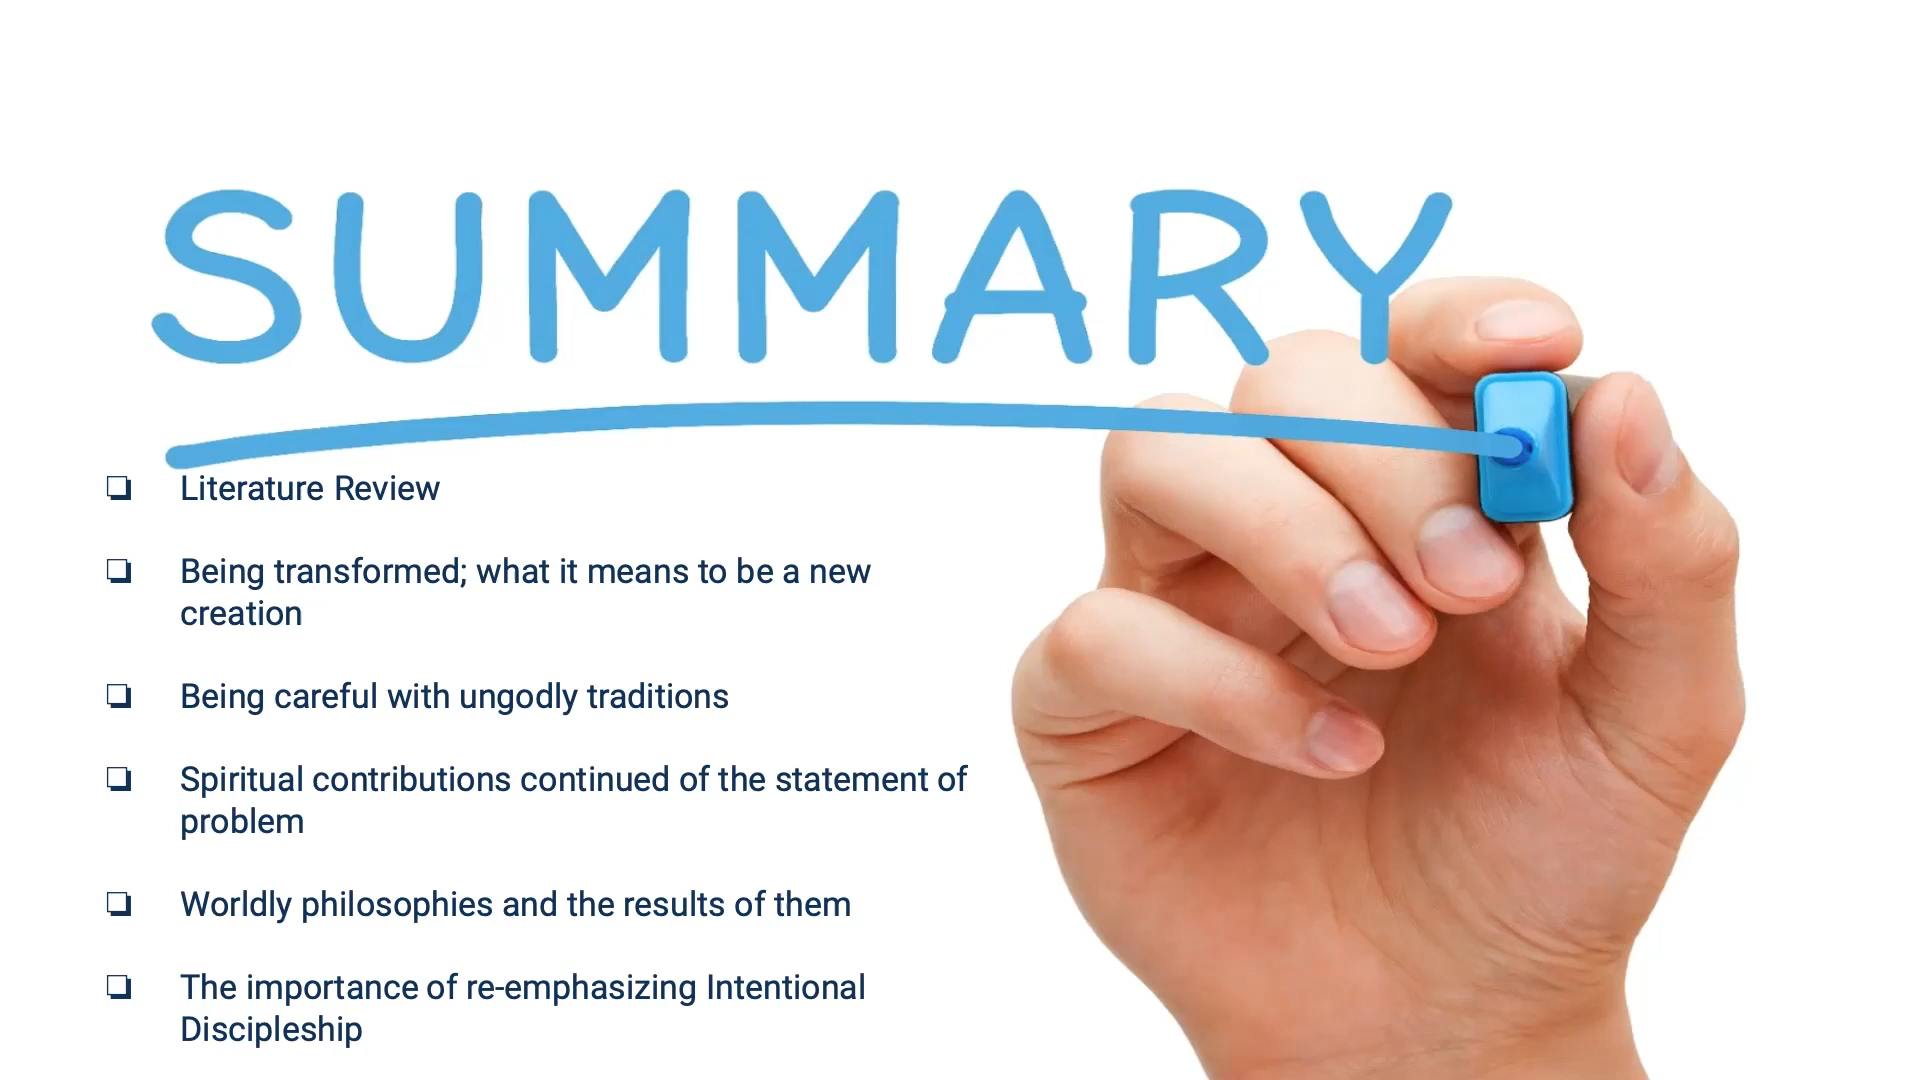 SUMMARY
❏ Literature Review
❏ Being transformed; what it means to be a new
creation
❏ Being careful with ungodly traditions
❏ Spiritual contributions continued of the statement of
problem
❏ Worldly philosophies and the results of them
❏ The importance of re-emphasizing Intentional
Discipleship